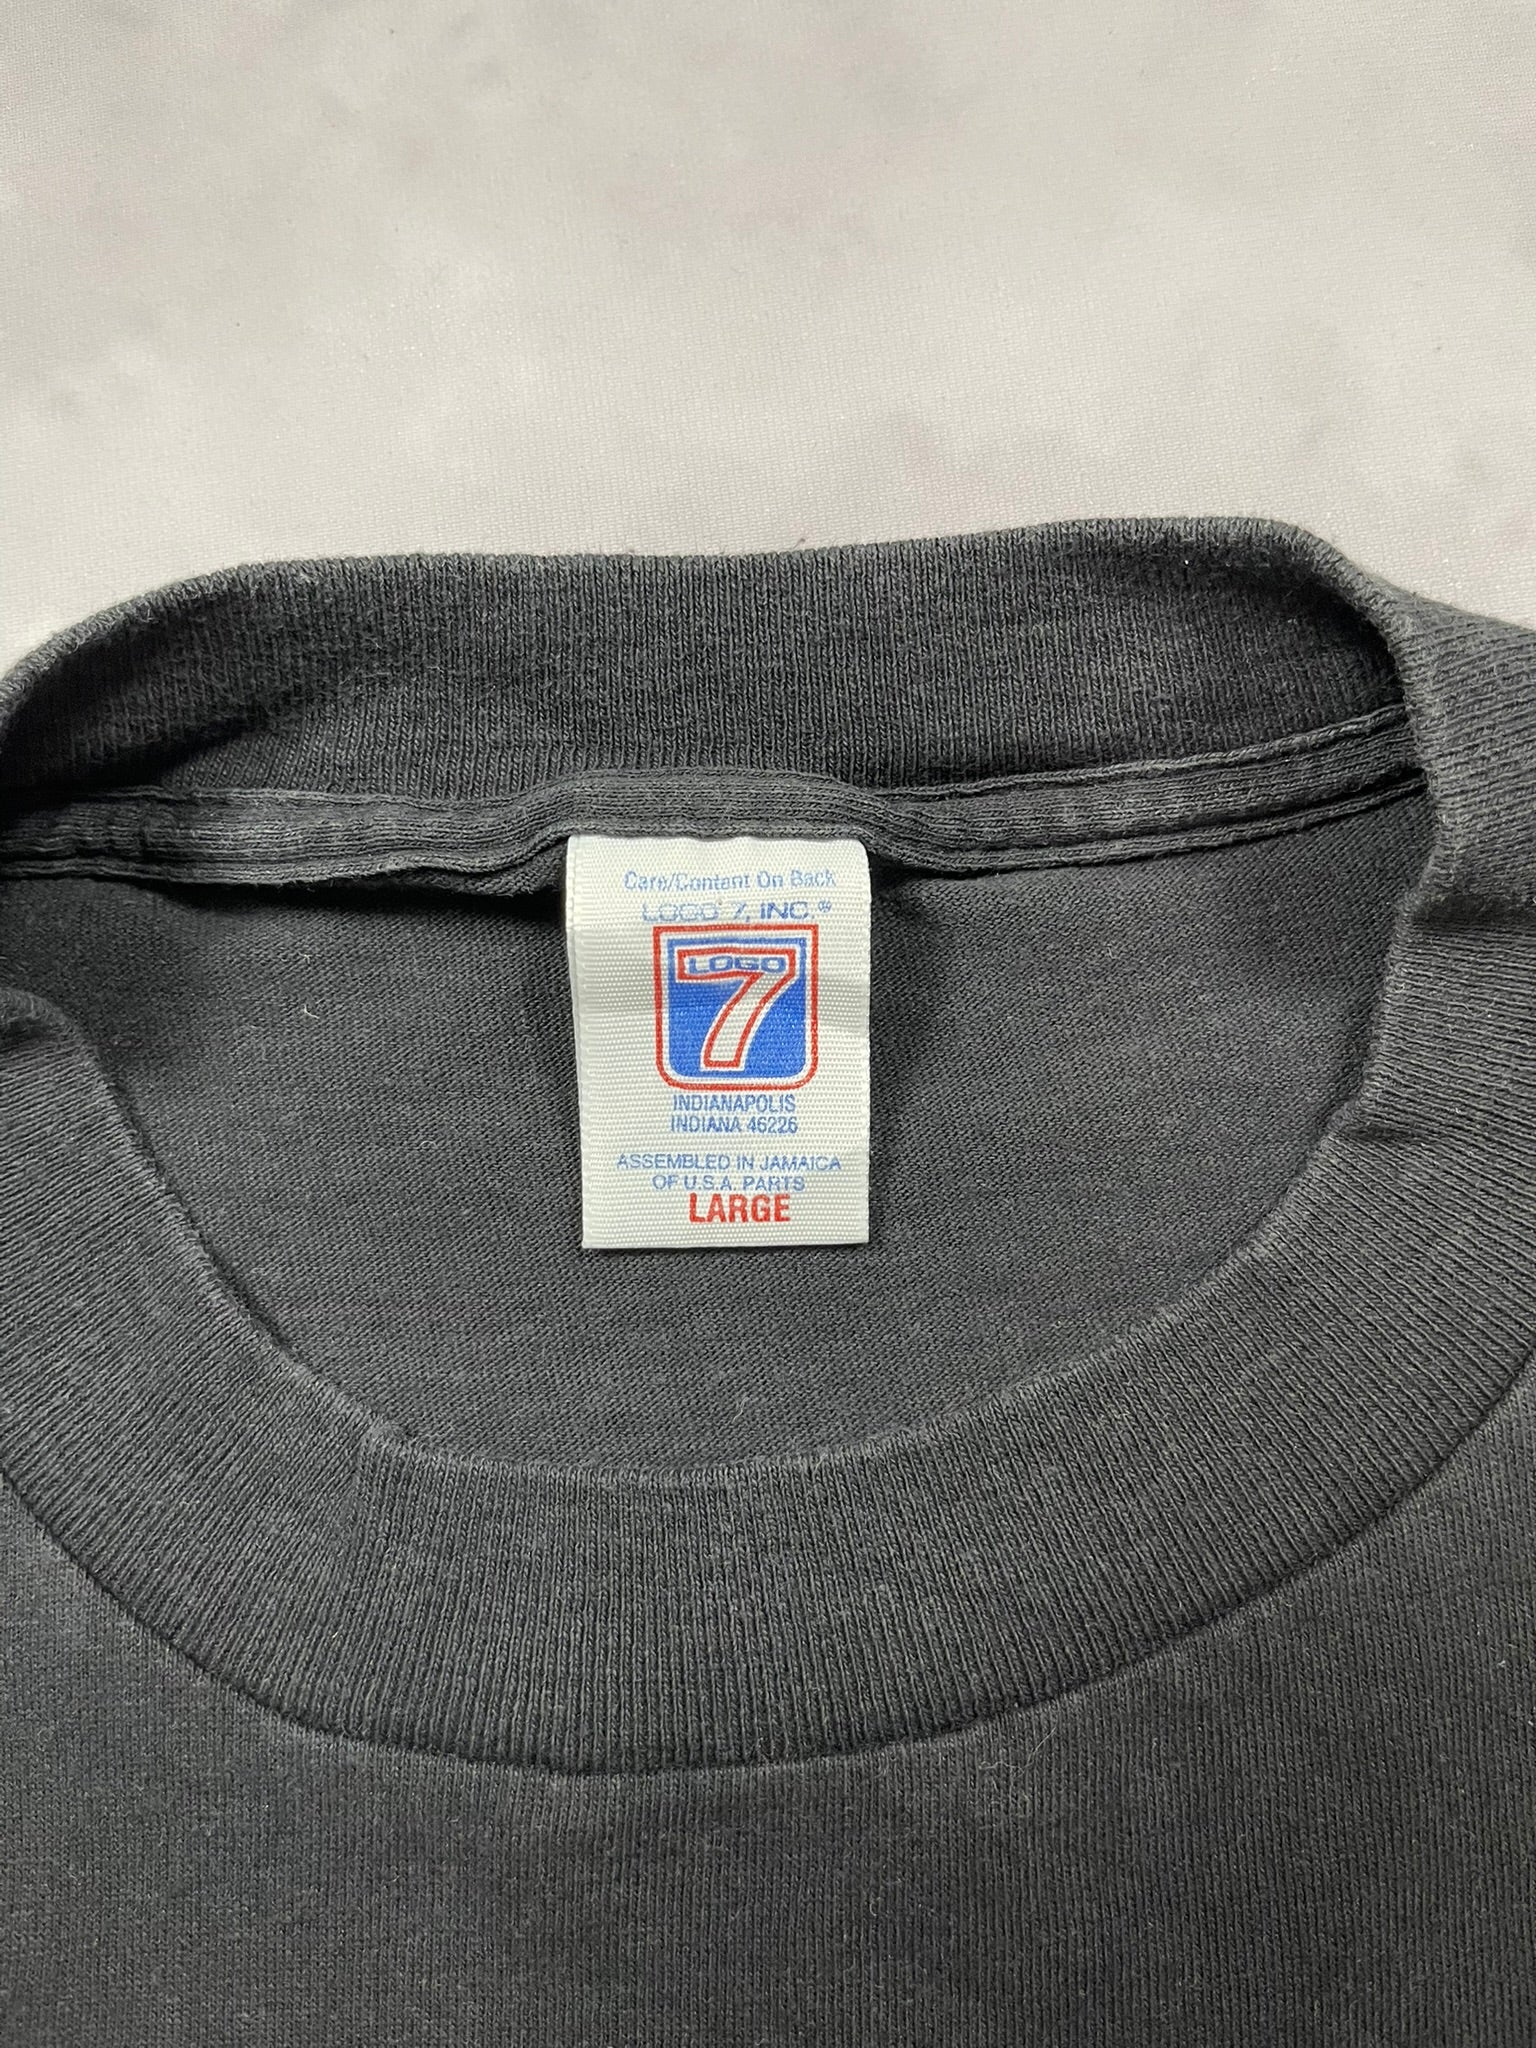 Care/Content On Back
LOGO 7, INC.®
LOGO
7
INDIANAPOLIS
INDIANA 46226
ASSEMBLED IN JAMAICA
OF U.S.A. PARTS
LARGE